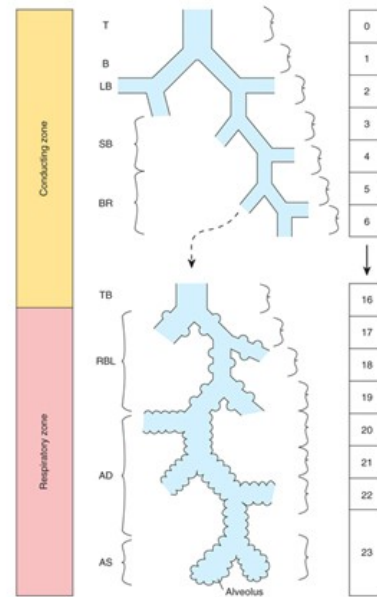 Conducting zone
T
B
LB
SB
BR
0
1
2
3
4
5
6
Respiratory zone
TB
RBL
AD
AS
Alveolus
16
17
18
19
20
21
22
23